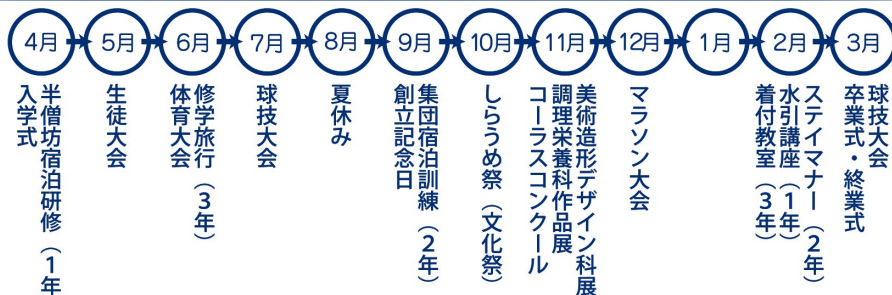 4月
5月
6月
7月
8月
9月
10月
11月
12月
1月
2月
3月
半僧坊宿泊研修（1年
入学式
生徒大会
修学旅行（3年）
体育大会
球技大会
夏休み
集団宿泊訓練（2年）
創立記念日
しらうめ祭（文化祭）
美術造形デザイン科展
調理栄養科作品展
コーラスコンクール
マラソン大会
ステイマナー（2年）
水引講座（1年）
着付教室（3年）
球技大会
卒業式・終業式